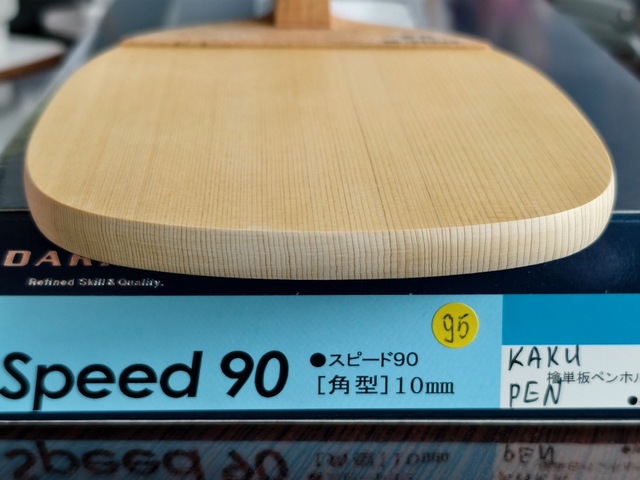 DAR
Refined Skill & Quality.
95
Speed 90
●スピード90
[角型]10mm
KAKU
PEN
檜単板ペンホル